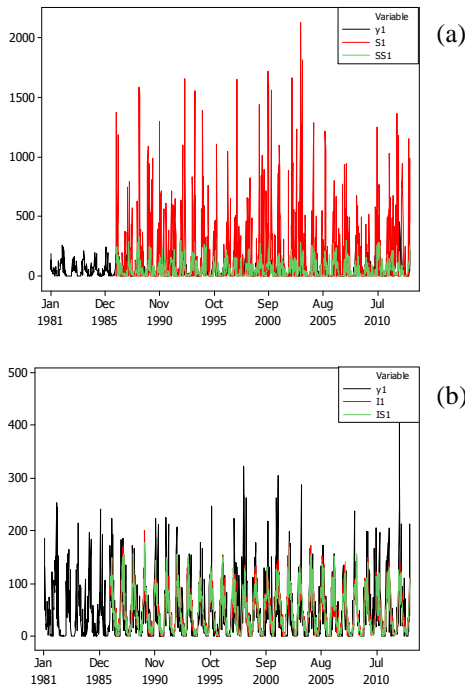 (a)
Variable
y1
S1
SS1
2000
1500
1000
500
0
Jan Dec Nov Oct Sep Aug Jul
1981 1985 1990 1995 2000 2005 2010
(b)
Variable
y1
I1
IS1
500
400
300
200
100
0
Jan Dec Nov Oct Sep Aug Jul
1981 1985 1990 1995 2000 2005 2010